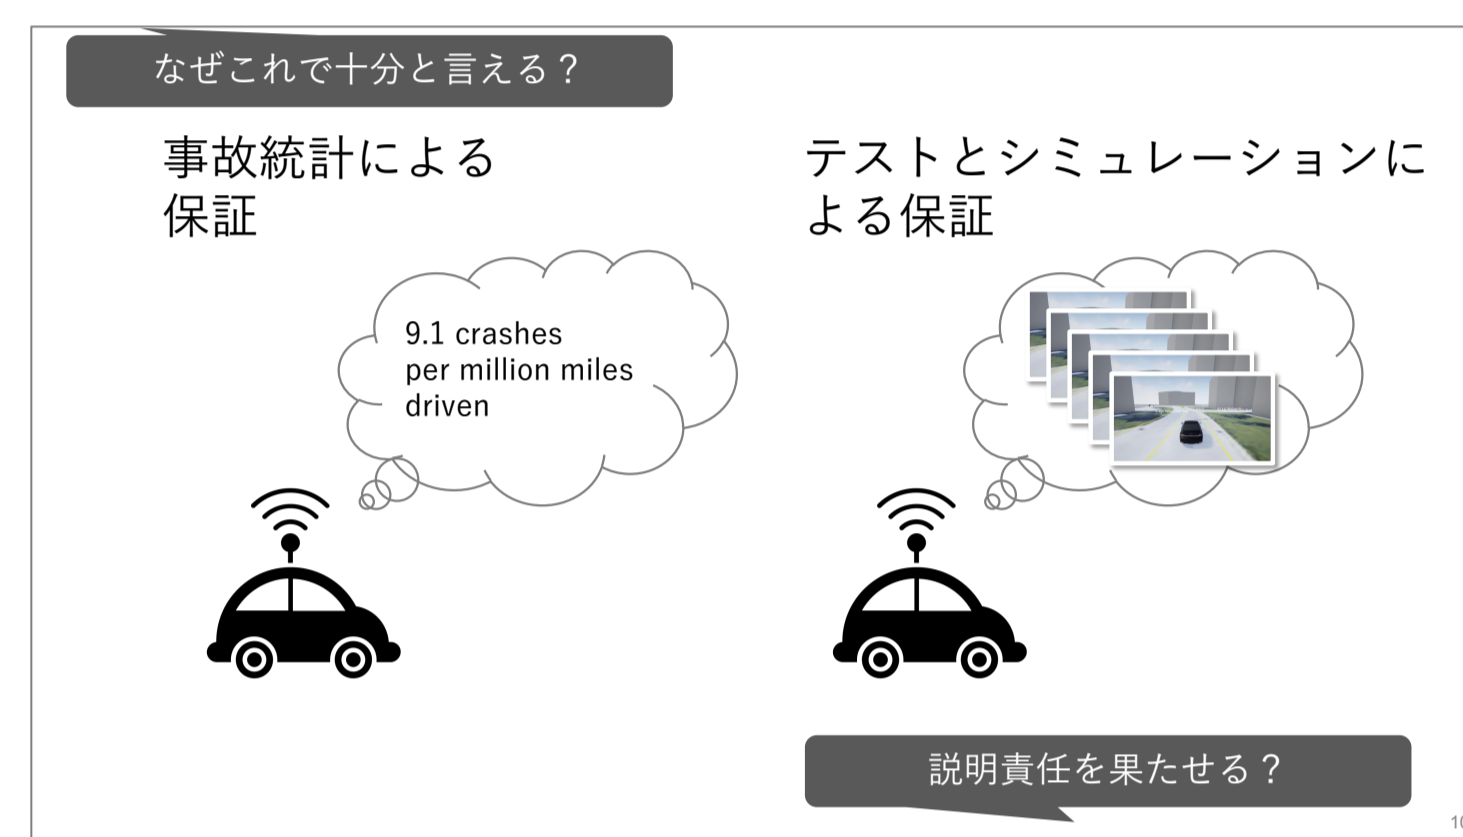 なぜこれで十分と言える？
事故統計による
保証
テストとシミュレーションに
よる保証
9.1 crashes
per million miles
driven
説明責任を果たせる？
10